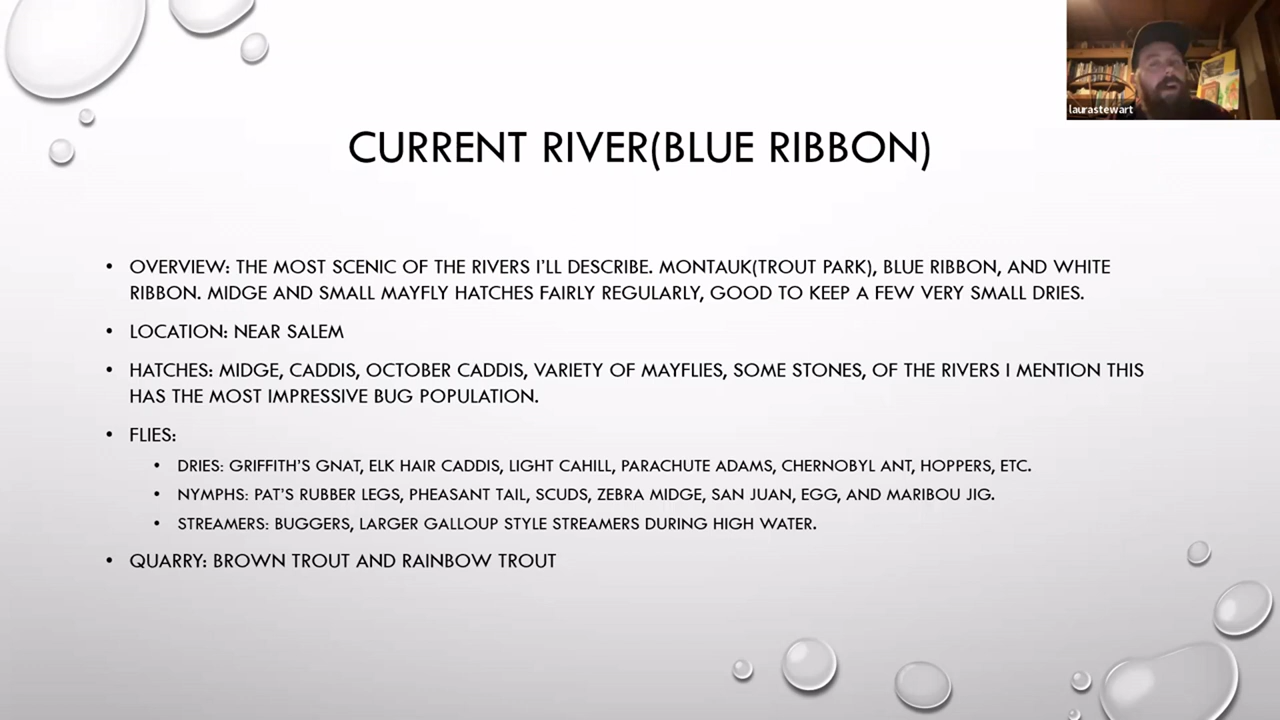 laurastewart
CURRENT RIVER(BLUE RIBBON)
• OVERVIEW: THE MOST SCENIC OF THE RIVERS I'LL DESCRIBE. MONTAUK(TROUT PARK), BLUE RIBBON, AND WHITE
RIBBON. MIDGE AND SMALL MAYFLY HATCHES FAIRLY REGULARLY, GOOD TO KEEP A FEW VERY SMALL DRIES.
• LOCATION: NEAR SALEM
• HATCHES: MIDGE, CADDIS, OCTOBER CADDIS, VARIETY OF MAYFLIES, SOME STONES, OF THE RIVERS I MENTION THIS
HAS THE MOST IMPRESSIVE BUG POPULATION.
• FLIES:
• DRIES: GRIFFITH'S GNAT, ELK HAIR CADDIS, LIGHT CAHILL, PARACHUTE ADAMS, CHERNOBYL ANT, HOPPERS, ETC.
• NYMPHS: PAT'S RUBBER LEGS, PHEASANT TAIL, SCUDS, ZEBRA MIDGE, SAN JUAN, EGG, AND MARIBOU JIG.
• STREAMERS: BUGGERS, LARGER GALLOUP STYLE STREAMERS DURING HIGH WATER.
• QUARRY: BROWN TROUT AND RAINBOW TROUT